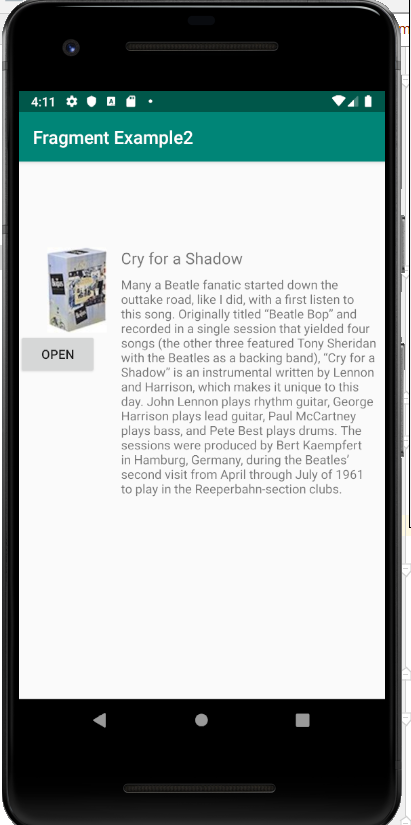 4:11
Fragment Example2
Cry for a Shadow
Many a Beatle fanatic started down the
outtake road, like I did, with a first listen to
this song. Originally titled “Beatle Bop” and
recorded in a single session that yielded four
songs (the other three featured Tony Sheridan
with the Beatles as a backing band), “Cry for a
Shadow” is an instrumental written by Lennon
and Harrison, which makes it unique to this
day. John Lennon plays rhythm guitar, George
Harrison plays lead guitar, Paul McCartney
plays bass, and Pete Best plays drums. The
sessions were produced by Bert Kaempfert
in Hamburg, Germany, during the Beatles’
second visit from April through July of 1961
to play in the Reeperbahn-section clubs.
OPEN